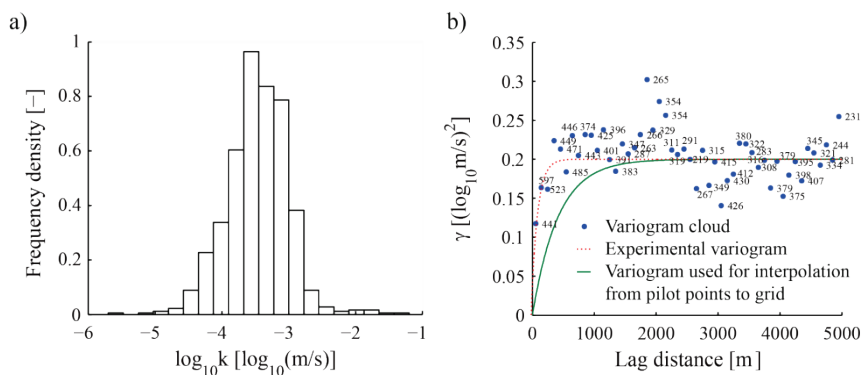 a)
1
0.8
0.6
0.4
0.2
0
Frequency density [−]
−6 −5 −4 −3 −2 −1
log10k [log10(m/s)]
b)
0.35
0.3
0.25
0.2
0.15
0.1
0.05
0
γ [(log10m/s)2]
265
354
354
231
446 374 396 329
425
449 266
380
347 322
345 244
471 401 263 311 291 315 283
443 287 321
391 319 219 415 316 379 281
395 334
485 383 308
412 398
597 430 407
523 267 349 379
375
426
441
Variogram cloud
Experimental variogram
Variogram used for interpolation
from pilot points to grid
0 1000 2000 3000 4000 5000
Lag distance [m]